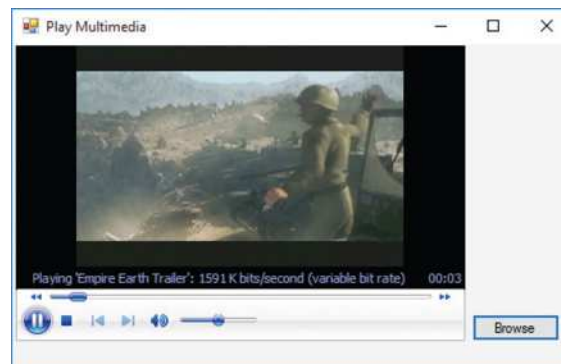 Play Multimedia
Playing 'Empire Earth Trailer': 1591 K bits/second (variable bit rate) 00:03
Browse